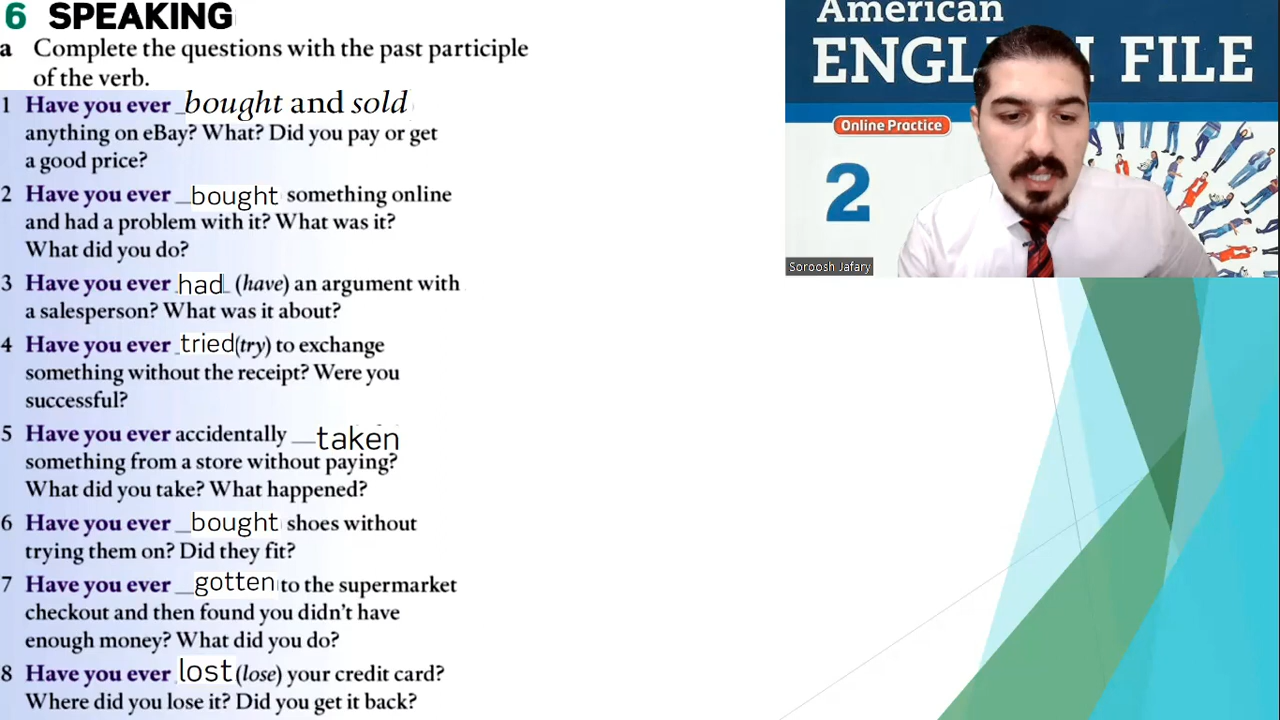 6 SPEAKING
a Complete the questions with the past participle
of the verb.
1 Have you ever _bought and sold
anything on eBay? What? Did you pay or get
a good price?
2 Have you ever _bought something online
and had a problem with it? What was it?
What did you do?
3 Have you ever had_ (have) an argument with
a salesperson? What was it about?
4 Have you ever _tried (try) to exchange
something without the receipt? Were you
successful?
5 Have you ever accidentally _taken
something from a store without paying?
What did you take? What happened?
6 Have you ever _bought shoes without
trying them on? Did they fit?
7 Have you ever _gotten to the supermarket
checkout and then found you didn't have
enough money? What did you do?
8 Have you ever lost (lose) your credit card?
Where did you lose it? Did you get it back?
American
ENGL H FILE
Online Practice
2
Soroosh Jafary